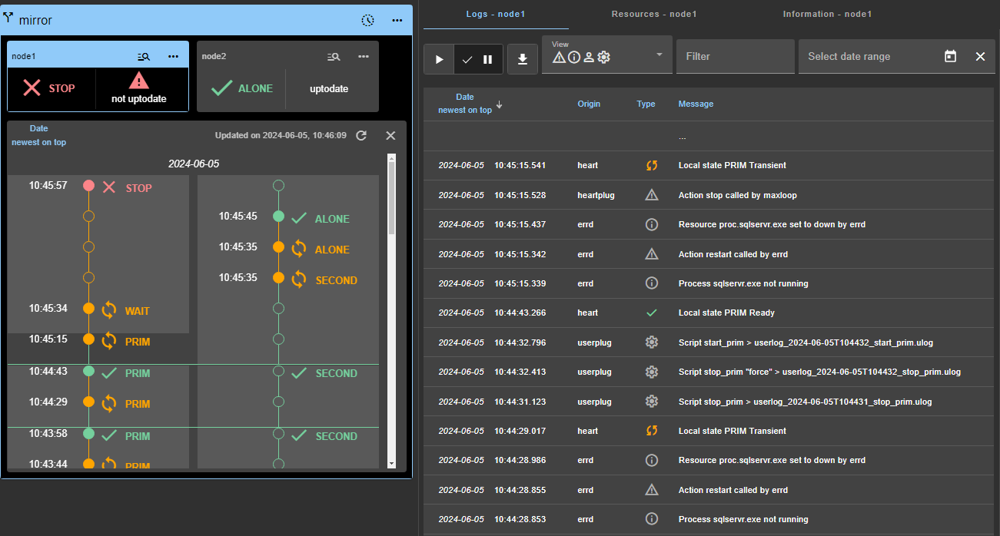 mirror
node1
STOP
not uptodate
node2
ALONE
uptodate
Date
newest on top
Updated on 2024-06-05, 10:46:09
2024-06-05
10:45:57 STOP
10:45:45 ALONE
10:45:35 ALONE
10:45:35 SECOND
10:45:34 WAIT
10:45:15 PRIM
10:44:43 PRIM SECOND
10:44:29 PRIM
10:43:58 PRIM SECOND
10:43:44 PRIM
Logs - node1 Resources - node1 Information - node1
View
Filter
Select date range
Date
newest on top
Origin Type Message
...
2024-06-05 10:45:15.541 heart Local state PRIM Transient
2024-06-05 10:45:15.528 heartplug Action stop called by maxloop
2024-06-05 10:45:15.437 errd Resource proc.sqlservr.exe set to down by errd
2024-06-05 10:45:15.342 errd Action restart called by errd
2024-06-05 10:45:15.339 errd Process sqlservr.exe not running
2024-06-05 10:44:43.266 heart Local state PRIM Ready
2024-06-05 10:44:32.796 userplug Script start_prim > userlog_2024-06-05T104432_start_prim.ulog
2024-06-05 10:44:32.413 userplug Script stop_prim "force" > userlog_2024-06-05T104432_stop_prim.ulog
2024-06-05 10:44:31.123 userplug Script stop_prim > userlog_2024-06-05T104431_stop_prim.ulog
2024-06-05 10:44:29.017 heart Local state PRIM Transient
2024-06-05 10:44:28.986 errd Resource proc.sqlservr.exe set to down by errd
2024-06-05 10:44:28.855 errd Action restart called by errd
2024-06-05 10:44:28.853 errd Process sqlservr.exe not running